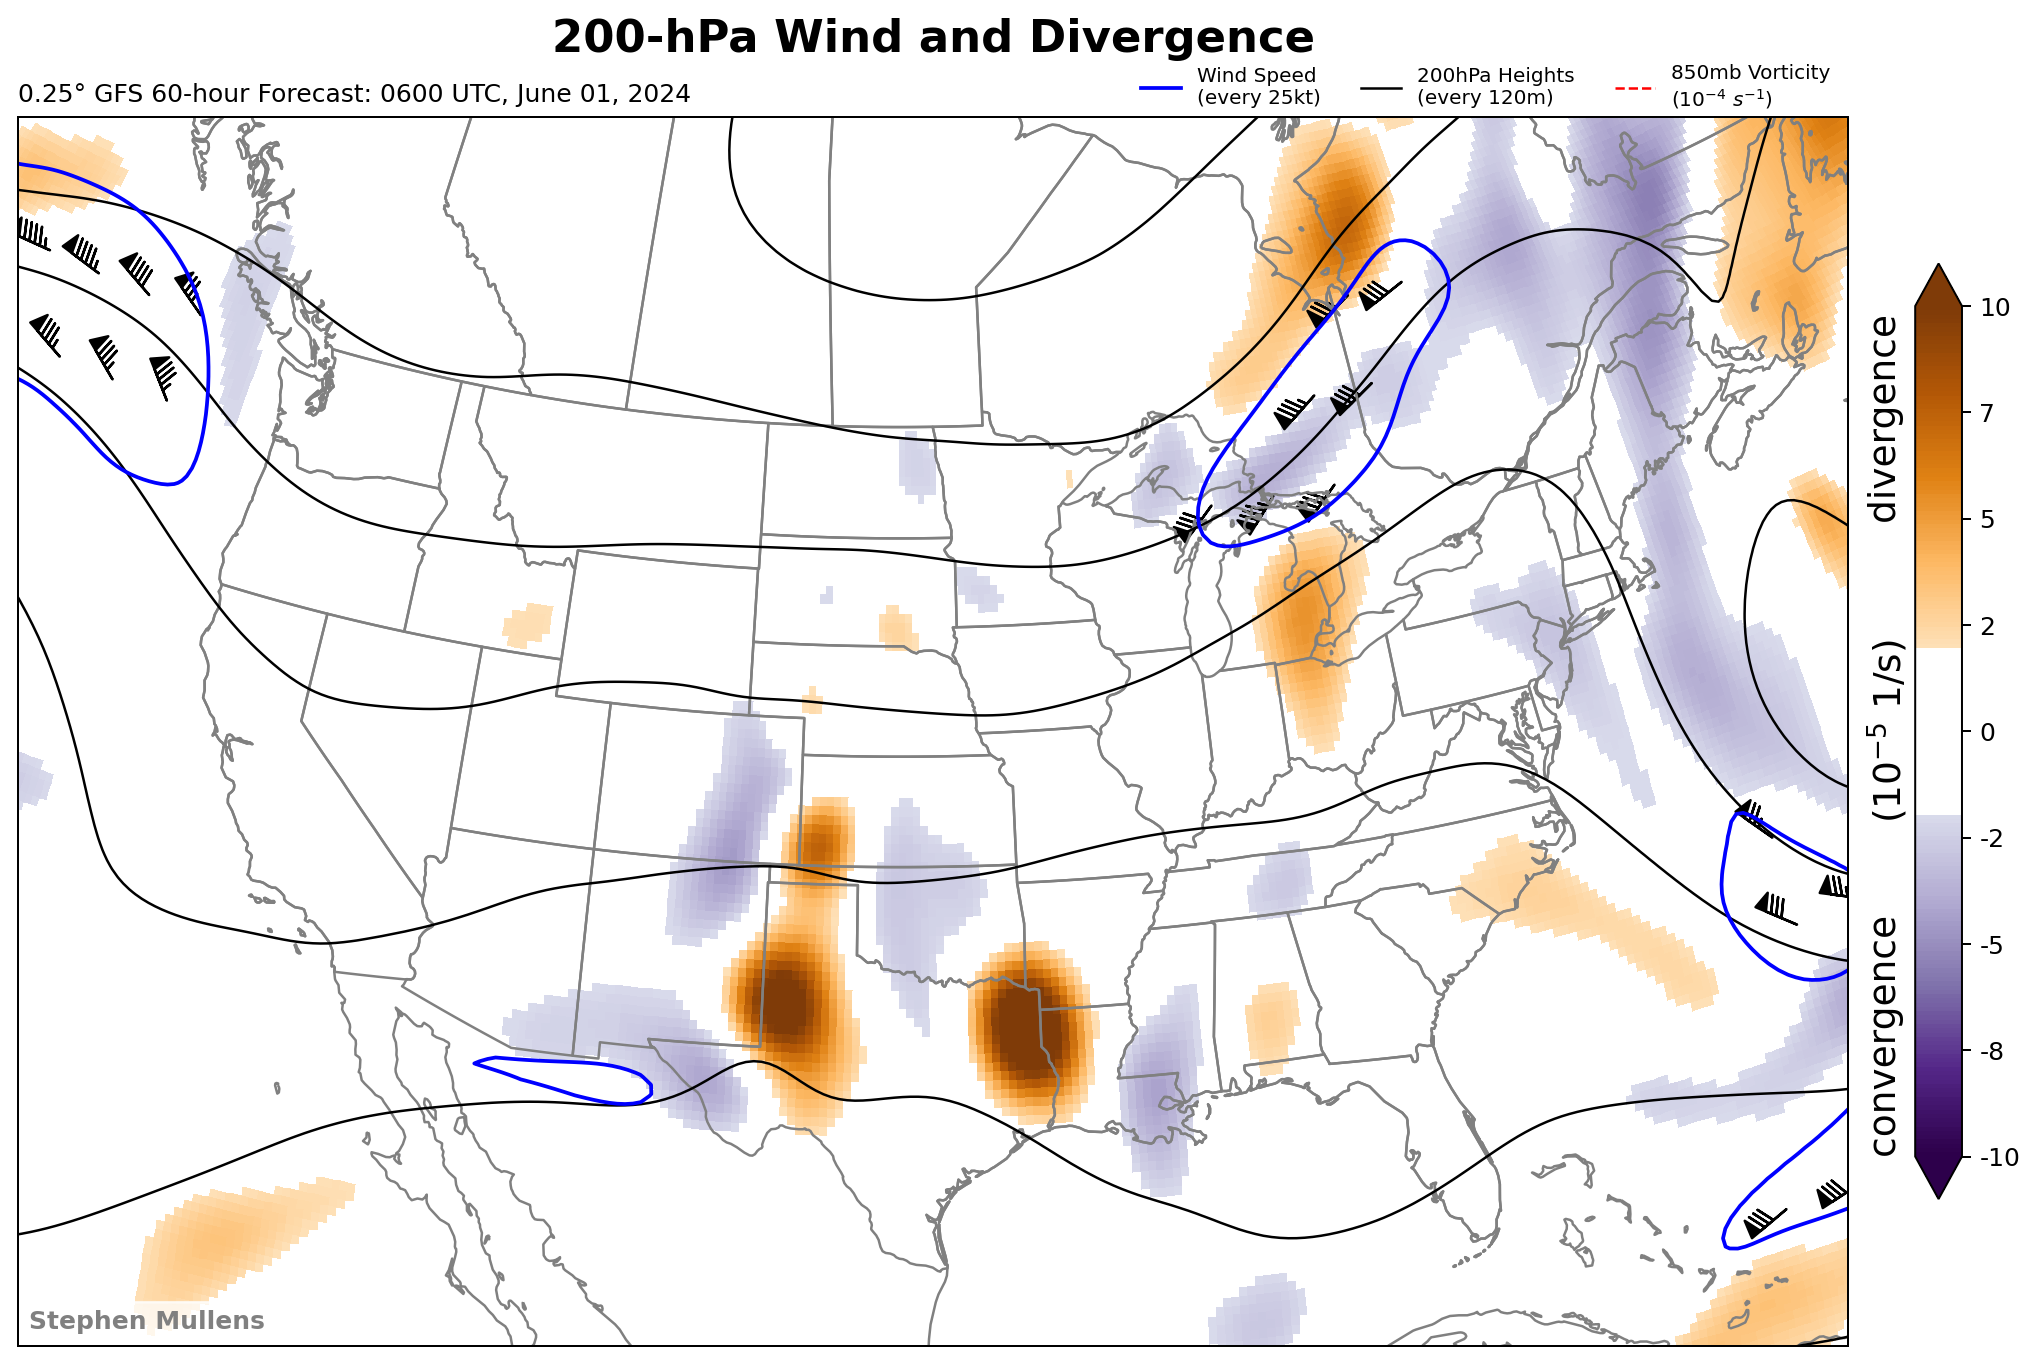 200-hPa Wind and Divergence
0.25° GFS 60-hour Forecast: 0600 UTC, June 01, 2024
Wind Speed
(every 25kt)
200hPa Heights
(every 120m)
850mb Vorticity
(10⁻⁴ s⁻¹)
10
7
5
2
0
-2
-5
-8
-10
convergence (10⁻⁵ 1/s) divergence
Stephen Mullens